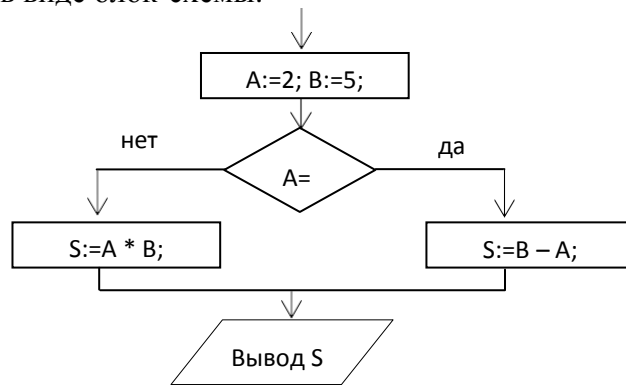 в виде блок-схемы:
A:=2; B:=5;
нет
да
A=
S:=A * B;
S:=B – A;
Вывод S